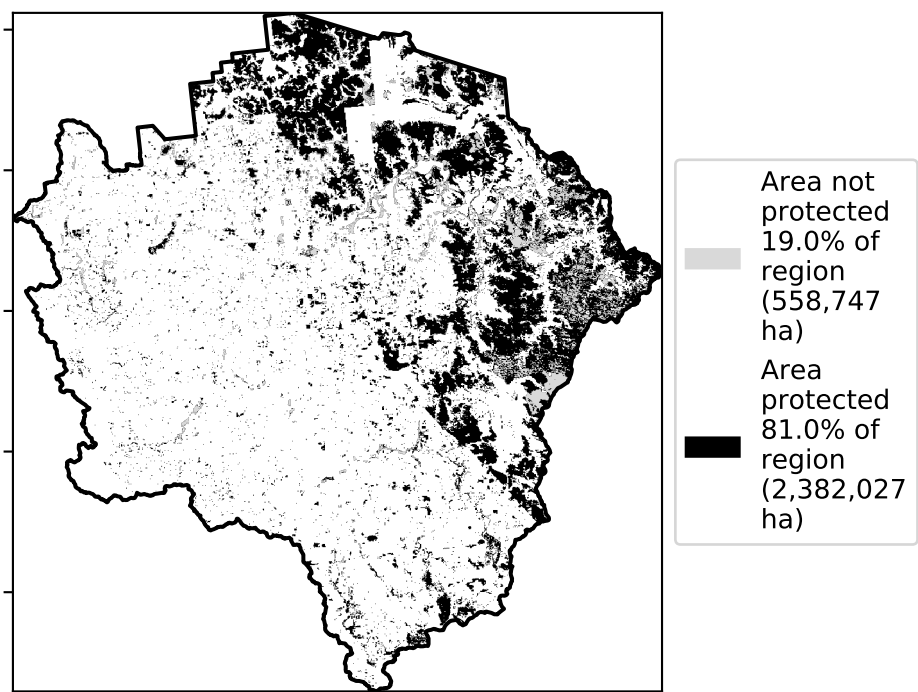 Area not
protected
19.0% of
region
(558,747
ha)
Area
protected
81.0% of
region
(2,382,027
ha)